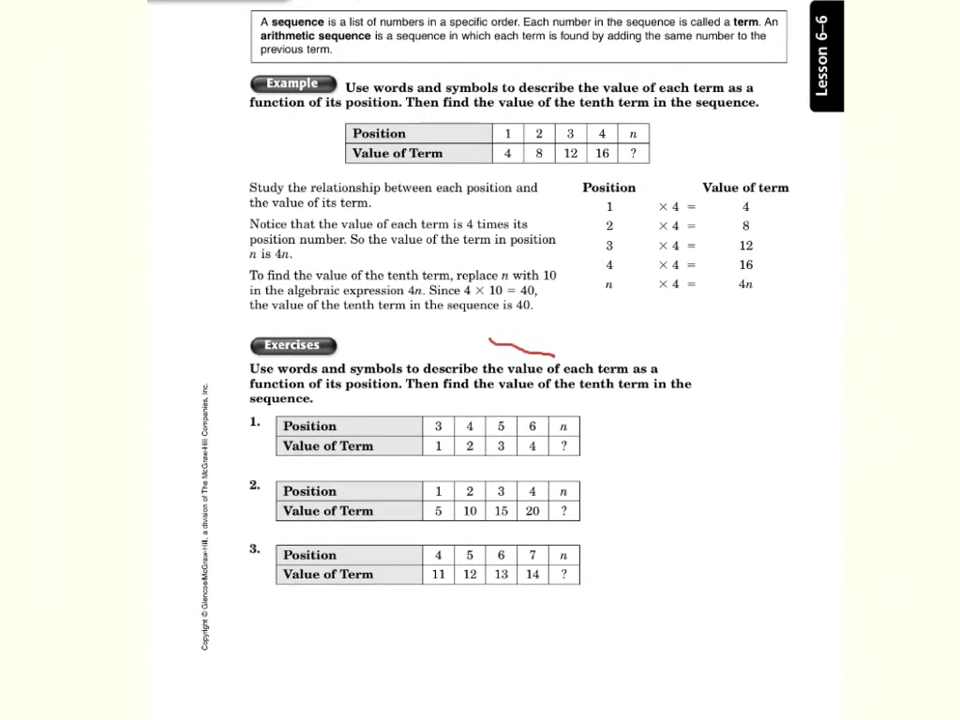 A sequence is a list of numbers in a specific order. Each number in the sequence is called a term. An
arithmetic sequence is a sequence in which each term is found by adding the same number to the
previous term.
Lesson 6–6
Example Use words and symbols to describe the value of each term as a
function of its position. Then find the value of the tenth term in the sequence.
Position 1 2 3 4 n
Value of Term 4 8 12 16 ?
Study the relationship between each position and
the value of its term.
Notice that the value of each term is 4 times its
position number. So the value of the term in position
n is 4n.
To find the value of the tenth term, replace n with 10
in the algebraic expression 4n. Since 4 × 10 = 40,
the value of the tenth term in the sequence is 40.
Position Value of term
1 × 4 = 4
2 × 4 = 8
3 × 4 = 12
4 × 4 = 16
n × 4 = 4n
Exercises
Use words and symbols to describe the value of each term as a
function of its position. Then find the value of the tenth term in the
sequence.
1. Position 3 4 5 6 n
Value of Term 1 2 3 4 ?
2. Position 1 2 3 4 n
Value of Term 5 10 15 20 ?
3. Position 4 5 6 7 n
Value of Term 11 12 13 14 ?
Copyright © Glencoe/McGraw-Hill, a division of The McGraw-Hill Companies, Inc.